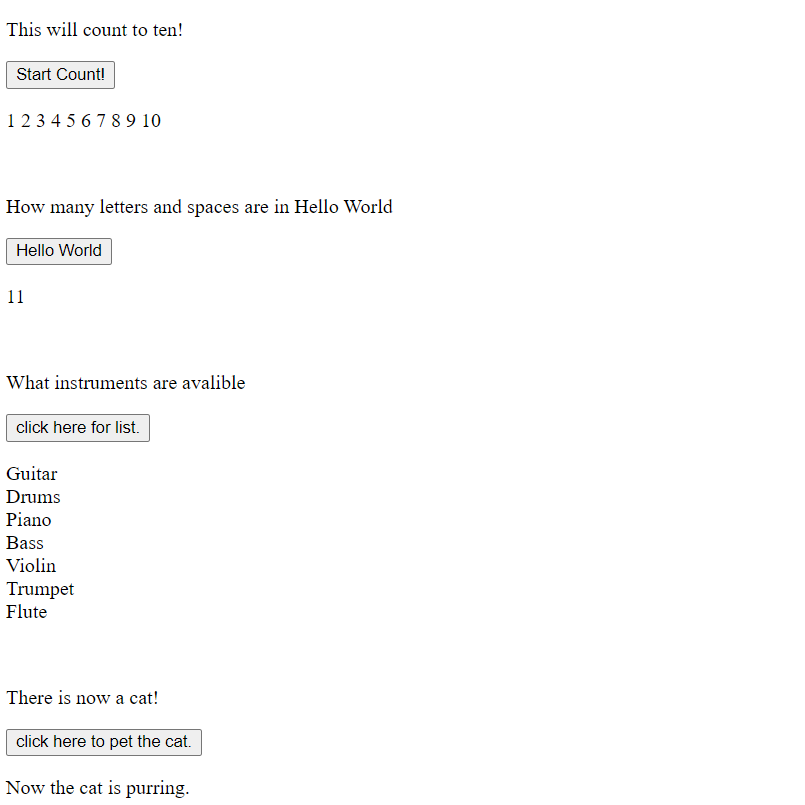 This will count to ten!
Start Count!
1 2 3 4 5 6 7 8 9 10
How many letters and spaces are in Hello World
Hello World
11
What instruments are avalible
click here for list.
Guitar
Drums
Piano
Bass
Violin
Trumpet
Flute
There is now a cat!
click here to pet the cat.
Now the cat is purring.